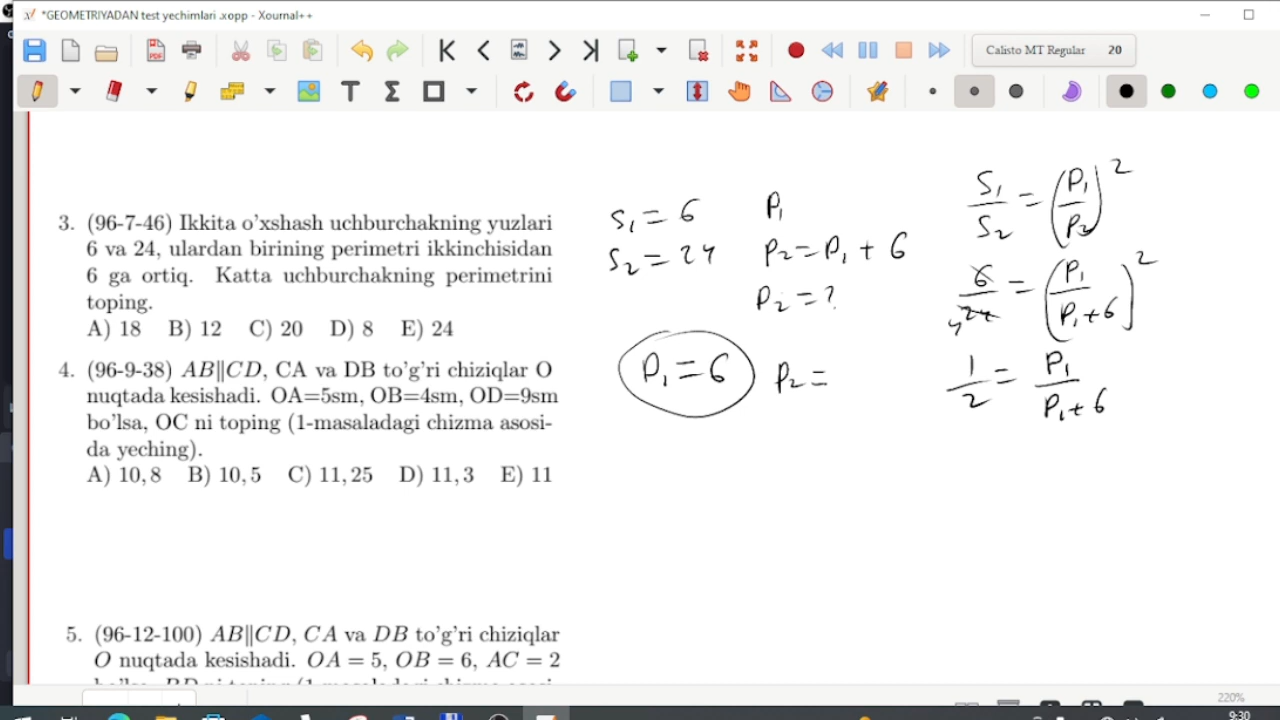 *GEOMETRIYADAN test yechimlari .xopp - Xournal++
Calisto MT Regular 20
3. (96-7-46) Ikkita o'xshash uchburchakning yuzlari
6 va 24, ulardan birining perimetri ikkinchisidan
6 ga ortiq. Katta uchburchakning perimetrini
toping.
A) 18 B) 12 C) 20 D) 8 E) 24
4. (96-9-38) AB||CD, CA va DB to'g'ri chiziqlar O
nuqtada kesishadi. OA=5sm, OB=4sm, OD=9sm
bo'lsa, OC ni toping (1-masaladagi chizma asosi-
da yeching).
A) 10,8 B) 10,5 C) 11,25 D) 11,3 E) 11
5. (96-12-100) AB||CD, CA va DB to'g'ri chiziqlar
O nuqtada kesishadi. OA = 5, OB = 6, AC = 2
S₁ = 6 P₁
S₂ = 24 P₂ = P₁ + 6
P₂ = ?
P₁ = 6 P₂ =
S₁/S₂ = (P₁/P₂)²
6/24 = (P₁/P₁+6)²
4
1/2 = P₁/P₁+6
220%
9:30